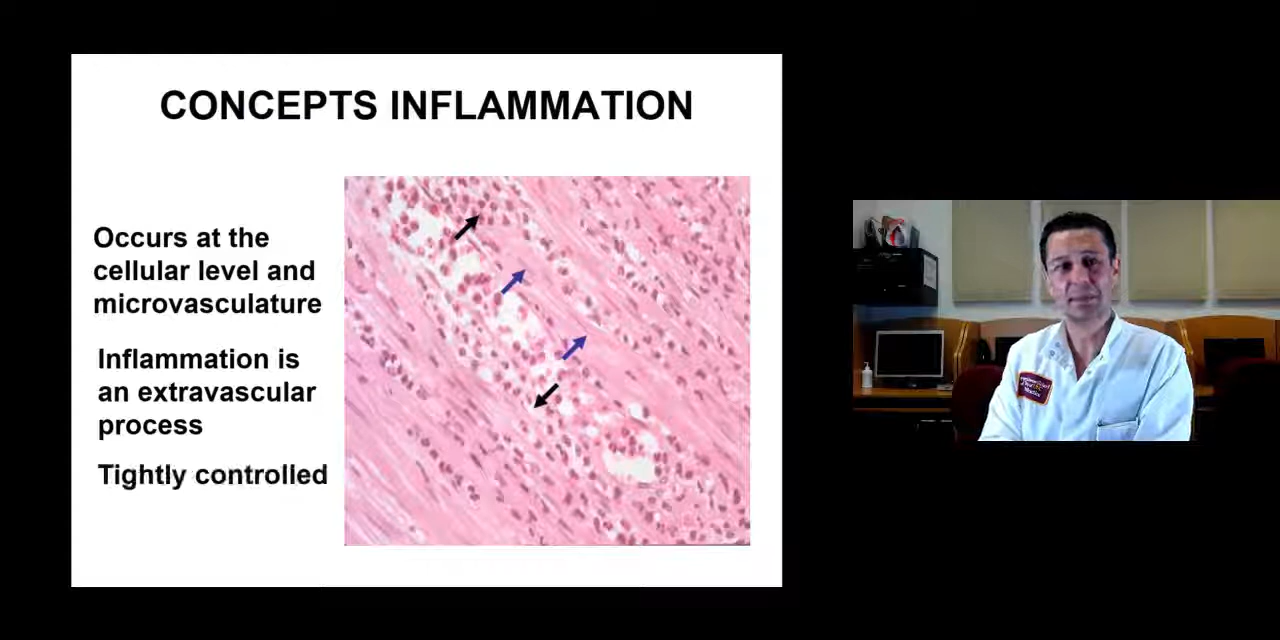 CONCEPTS INFLAMMATION
Occurs at the
cellular level and
microvasculature
Inflammation is
an extravascular
process
Tightly controlled